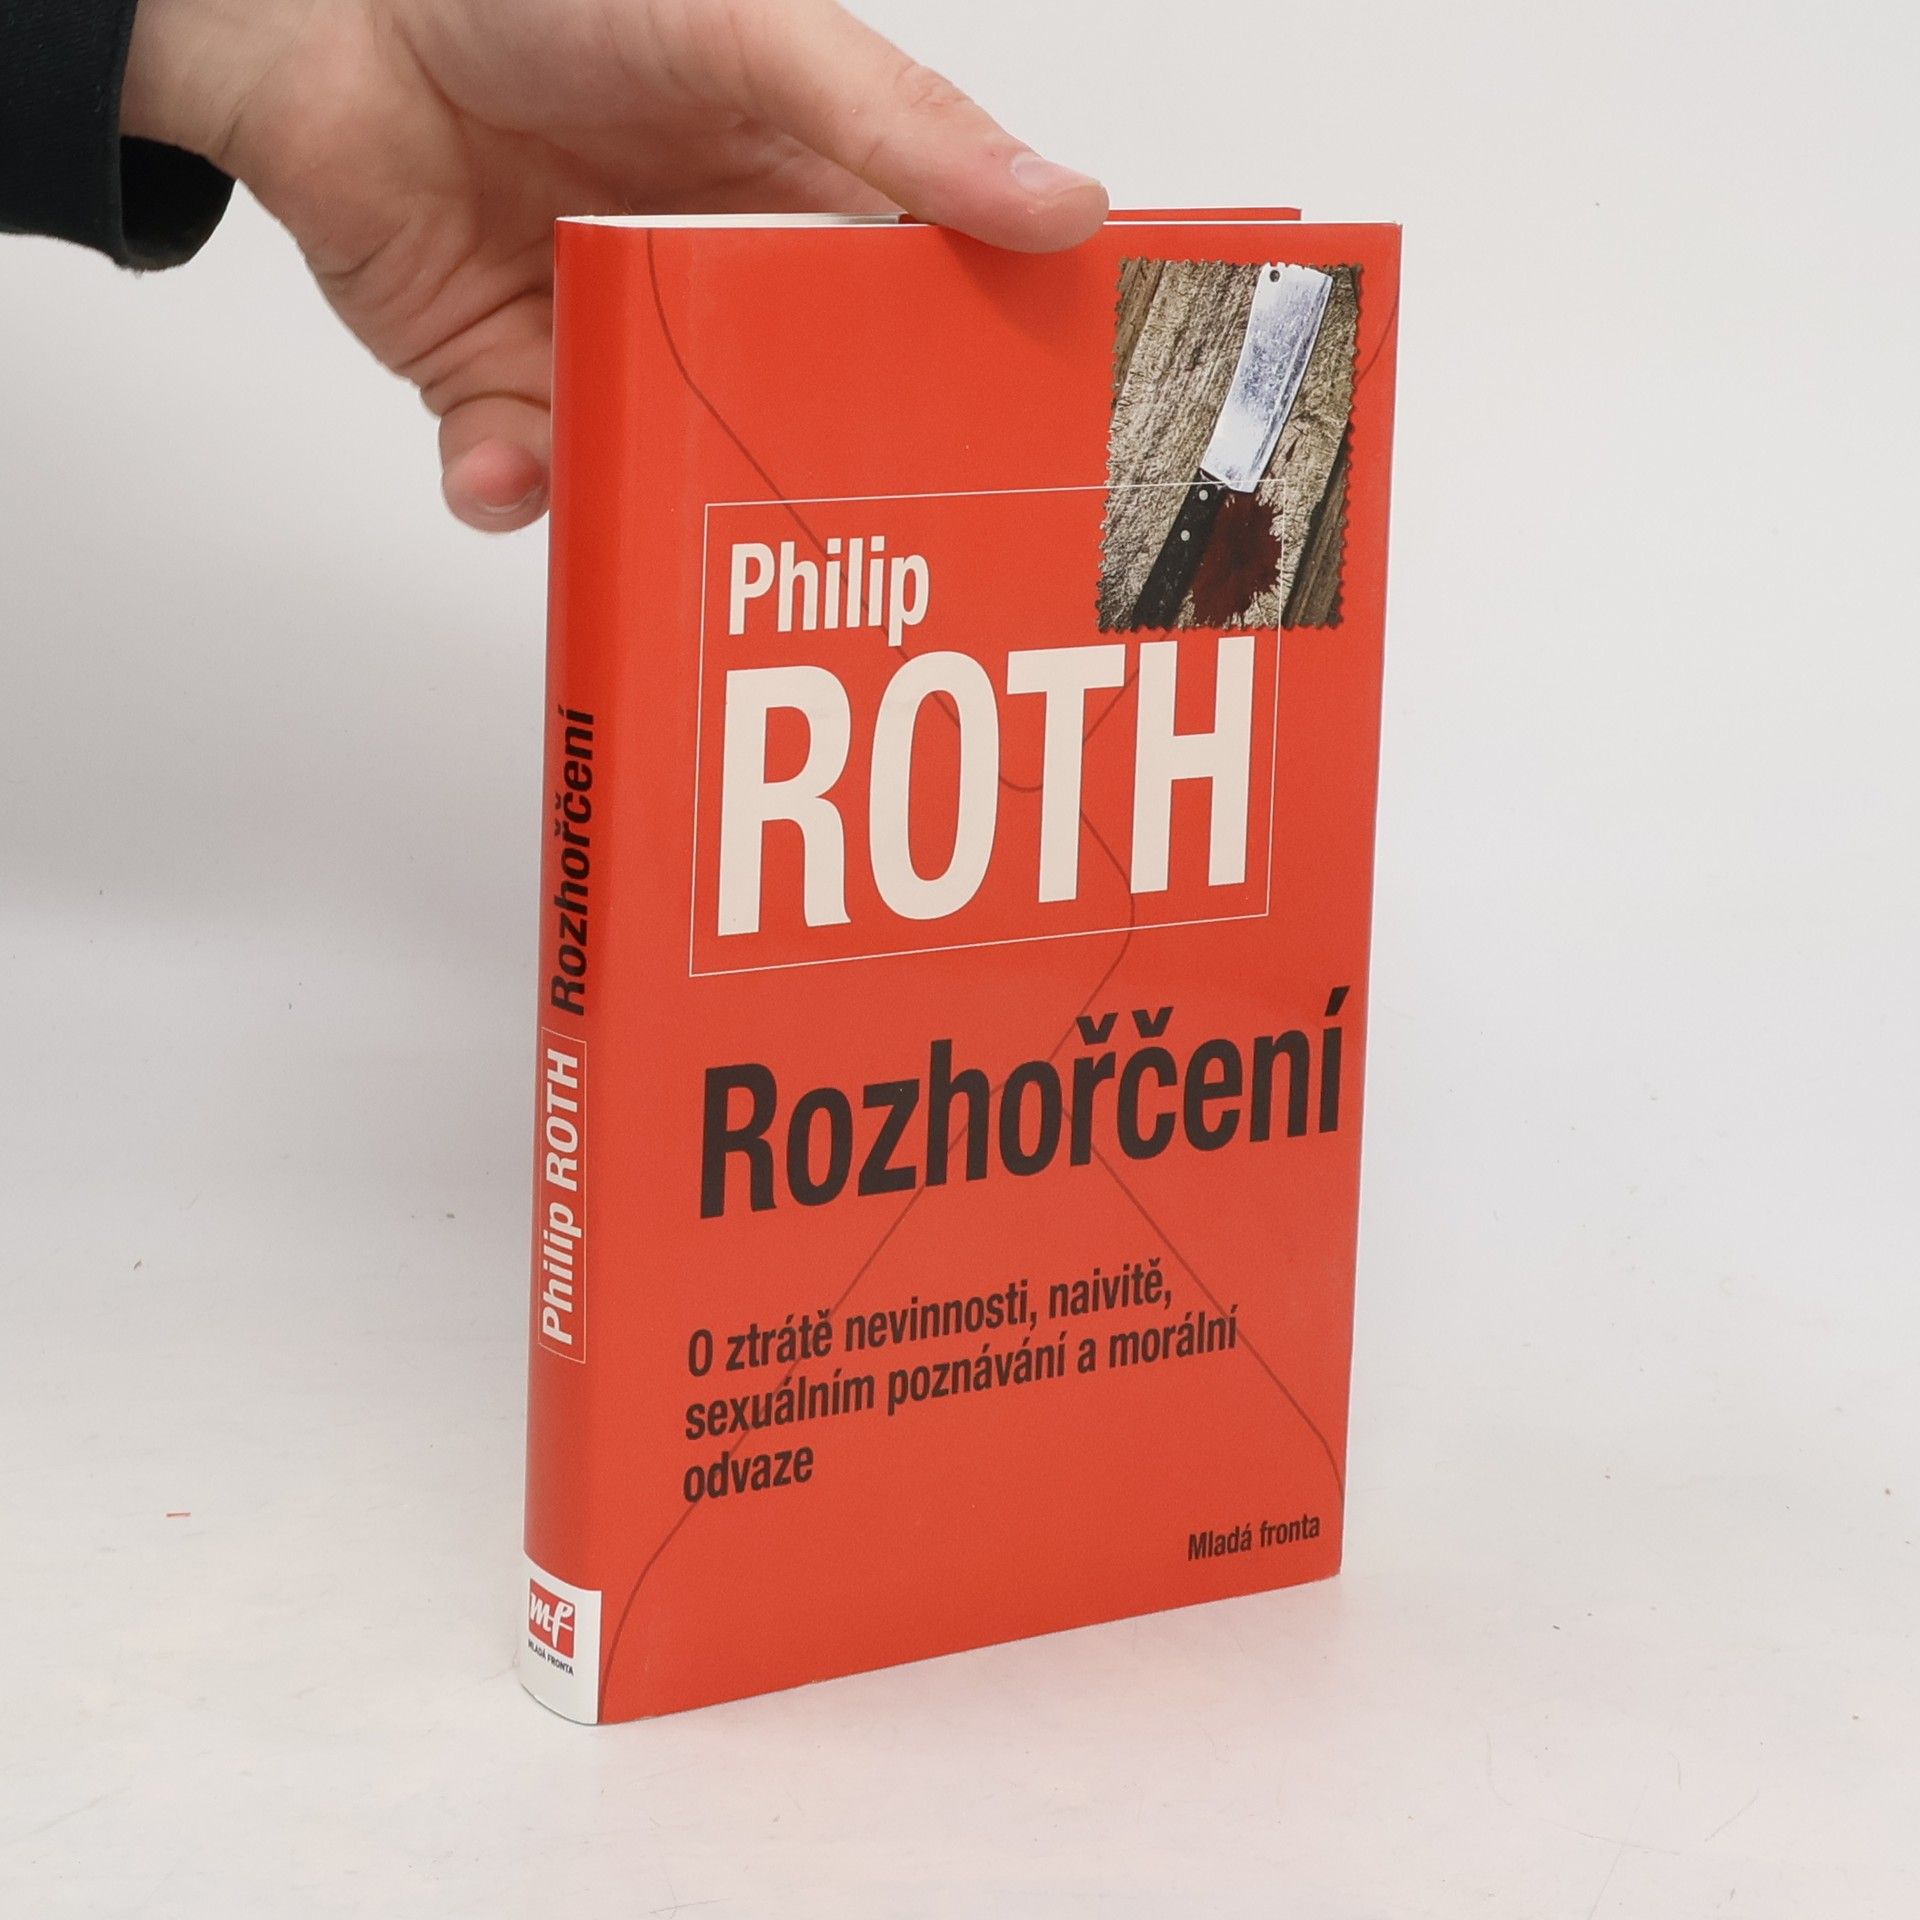 Philip
ROTH
Rozhořčení
O ztrátě nevinnosti, naivitě,
sexuálním poznávání a morální
odvaze
Mladá fronta
Philip ROTH Rozhořčení
mf
MLADÁ FRONTA